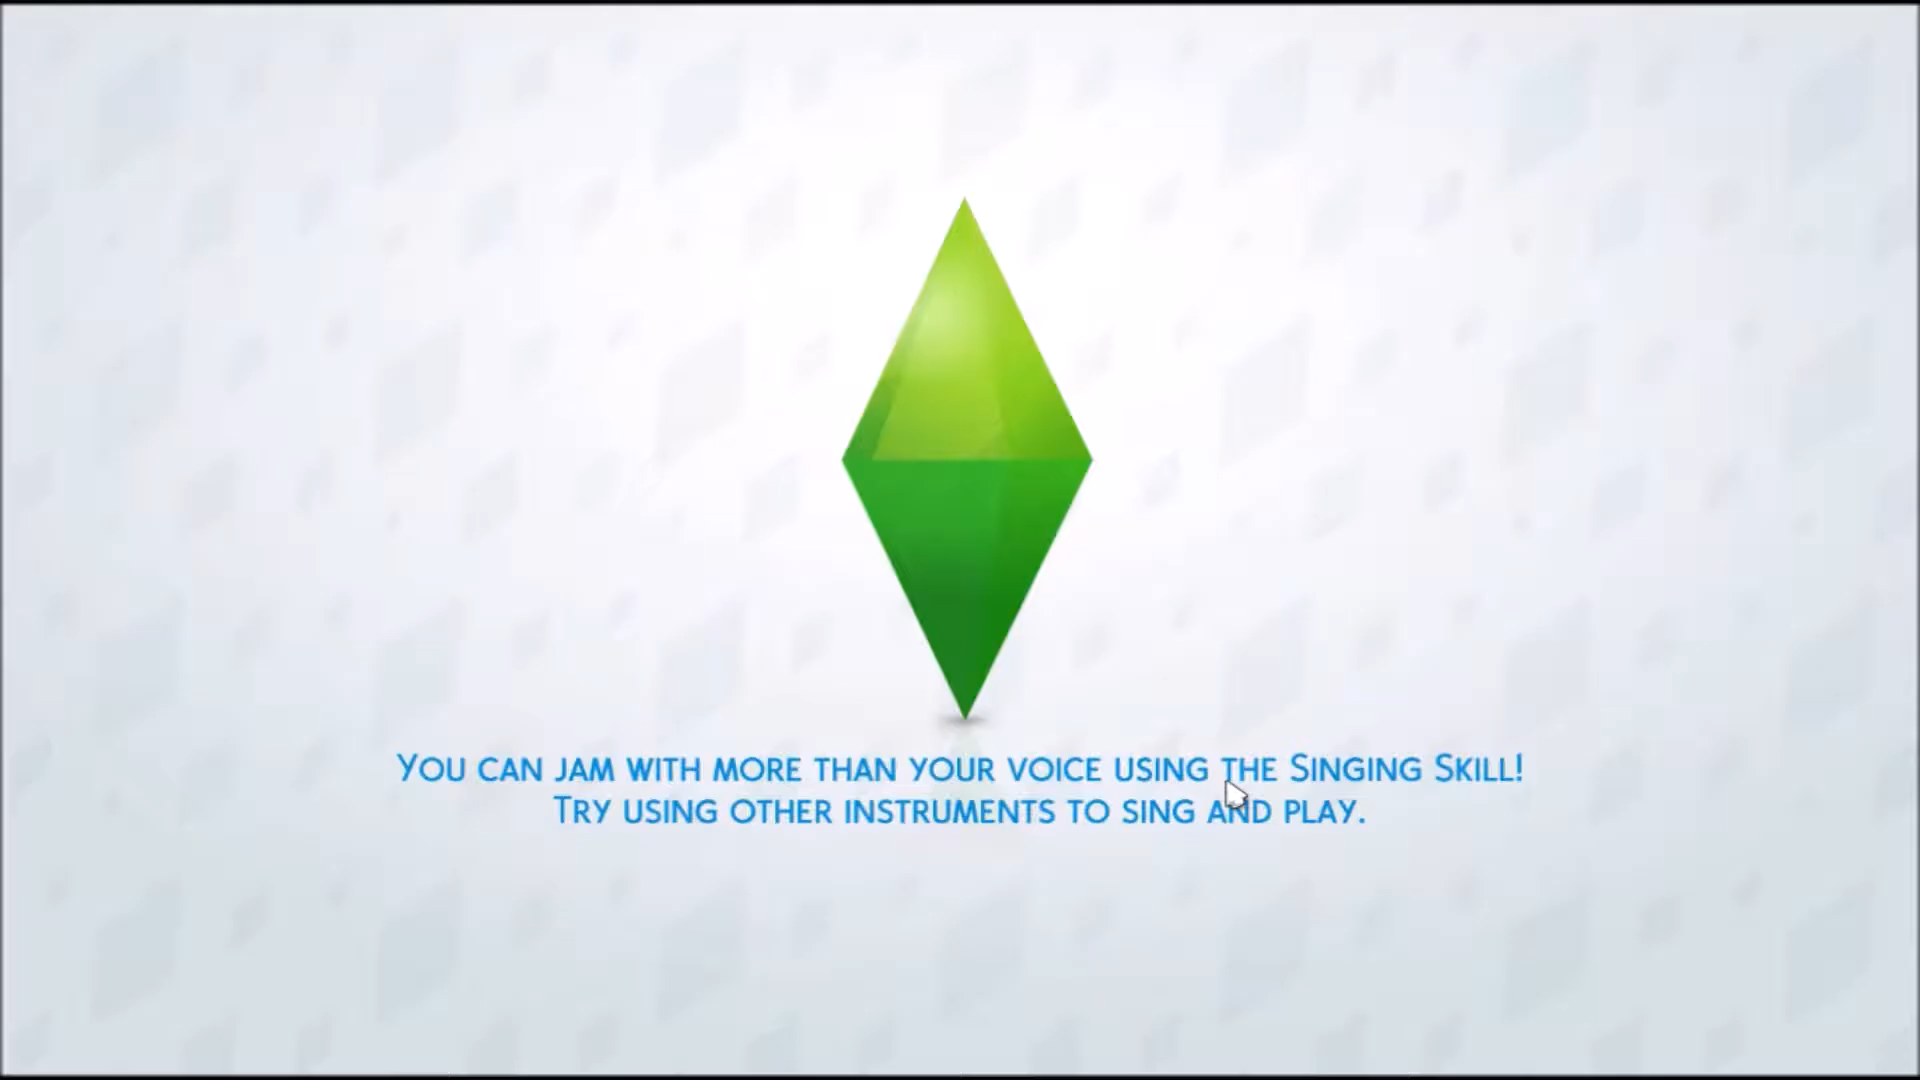 You can jam with more than your voice using the Singing Skill!
Try using other instruments to sing and play.